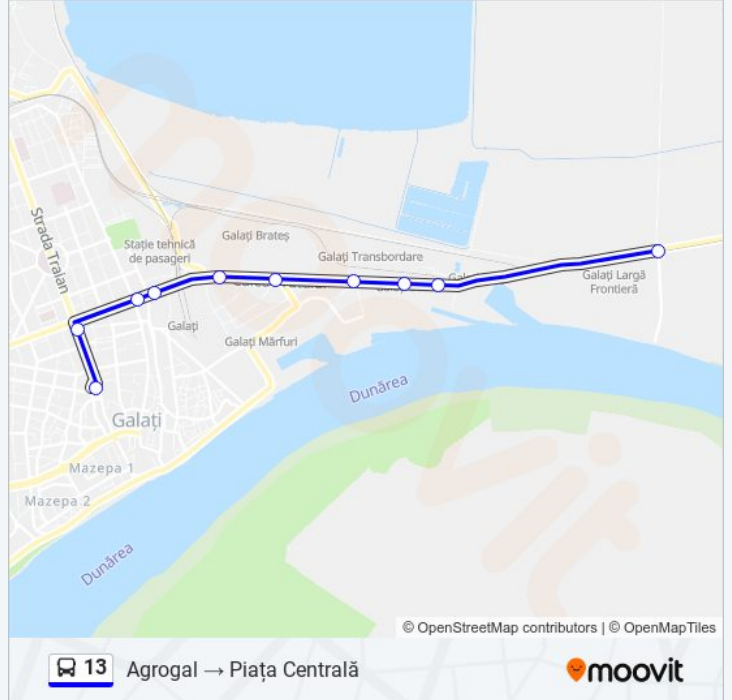 Strada Traian
Stație tehnică
de pasageri
Galați Brateș
Galați Transbordare
Galați Largă
Frontieră
Galați
Galați Mărfuri
Dunărea
Galați
Mazepa 1
Mazepa 2
Dunărea
moovit
© OpenStreetMap contributors | © OpenMapTiles
13 Agrogal → Piața Centrală
moovit